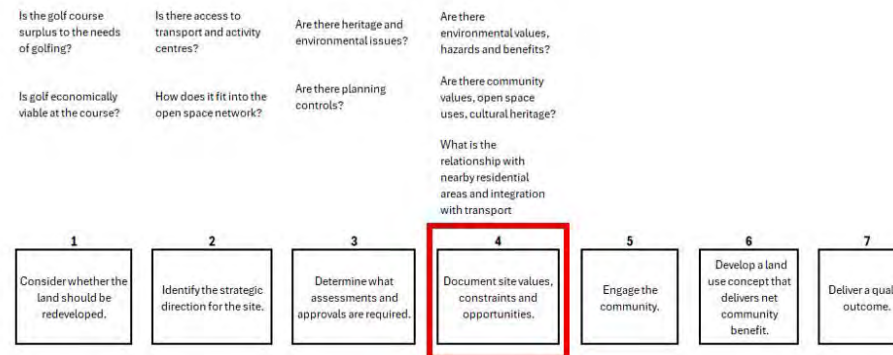 Is the golf course
surplus to the needs
of golfing?
Is golf economically
viable at the course?
Is there access to
transport and activity
centres?
How does it fit into the
open space network?
Are there heritage and
environmental issues?
Are there planning
controls?
Are there
environmental values,
hazards and benefits?
Are there community
values, open space
uses, cultural heritage?
What is the
relationship with
nearby residential
areas and integration
with transport
1
Consider whether the
land should be
redeveloped.
2
Identify the strategic
direction for the site.
3
Determine what
assessments and
approvals are required.
4
Document site values,
constraints and
opportunities.
5
Engage the
community.
6
Develop a land
use concept that
delivers net
community
benefit.
7
Deliver a
outcome.